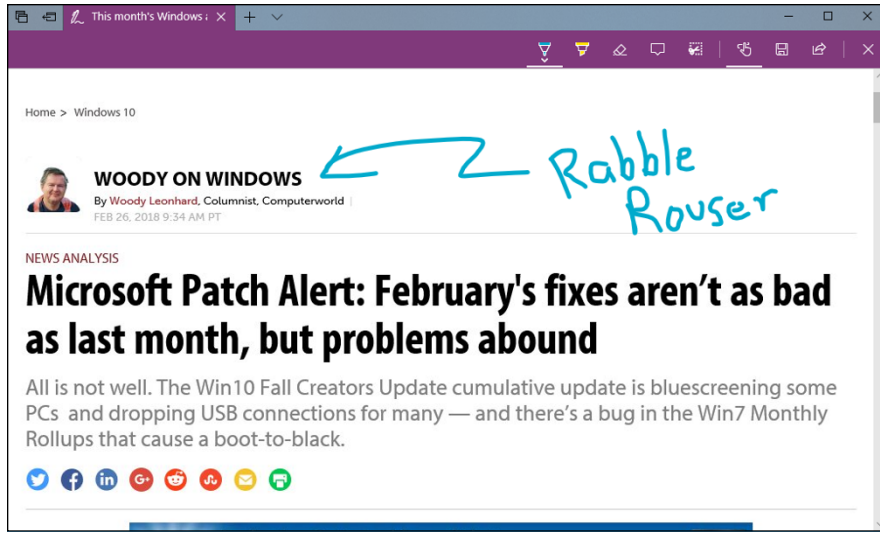 This month's Windows a
Home > Windows 10
WOODY ON WINDOWS
By Woody Leonhard, Columnist, Computerworld
FEB 26, 2018 9:34 AM PT
Rabble
Rouser
NEWS ANALYSIS
Microsoft Patch Alert: February's fixes aren’t as bad
as last month, but problems abound
All is not well. The Win10 Fall Creators Update cumulative update is bluescreening some
PCs and dropping USB connections for many — and there’s a bug in the Win7 Monthly
Rollups that cause a boot-to-black.